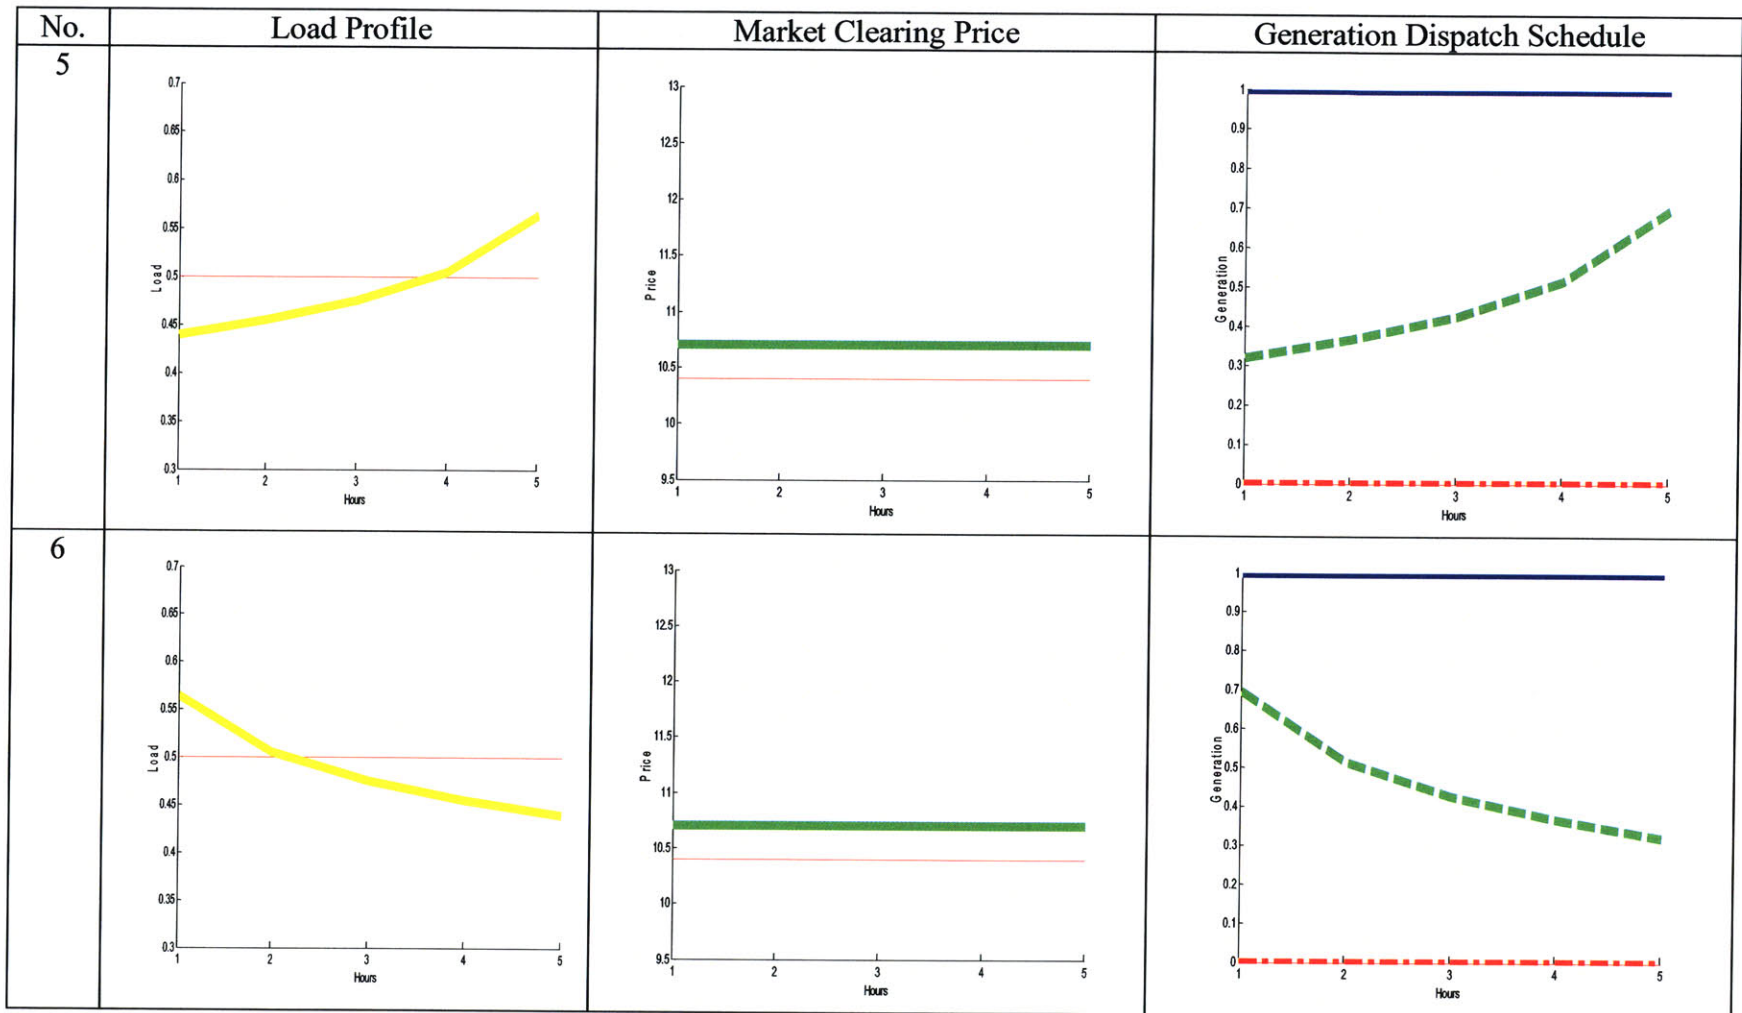 No.
Load Profile
Market Clearing Price
Generation Dispatch Schedule
5
0.7
0.65
0.6
0.55
0.5
0.45
0.4
0.35
0.3
Load
1 2 3 4 5
Hours
13
12.5
12
11.5
11
10.5
10
9.5
Price
1 2 3 4 5
Hours
1
0.9
0.8
0.7
0.6
0.5
0.4
0.3
0.2
0.1
0
Generation
1 2 3 4 5
Hours
6
0.7
0.65
0.6
0.55
0.5
0.45
0.4
0.35
0.3
Load
1 2 3 4 5
Hours
13
12.5
12
11.5
11
10.5
10
9.5
Price
1 2 3 4 5
Hours
1
0.9
0.8
0.7
0.6
0.5
0.4
0.3
0.2
0.1
0
Generation
1 2 3 4 5
Hours